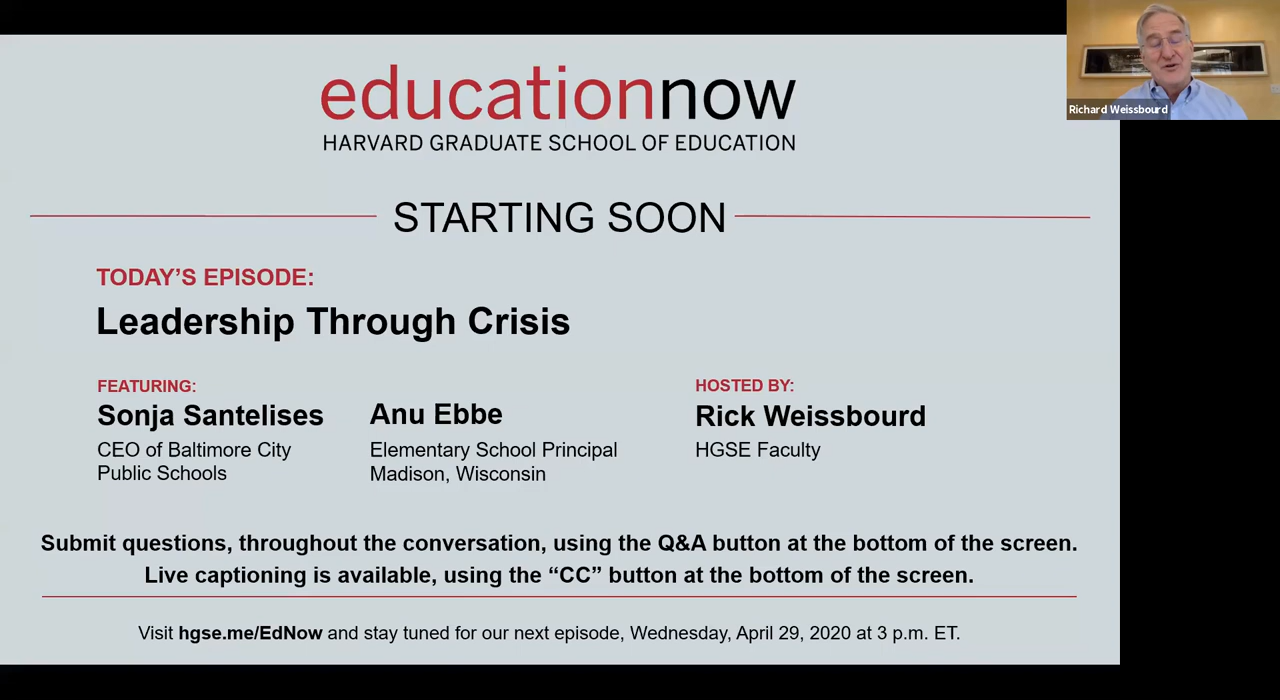 Richard Weissbourd
educationnow
HARVARD GRADUATE SCHOOL OF EDUCATION
STARTING SOON
TODAY’S EPISODE:
Leadership Through Crisis
FEATURING:
Sonja Santelises
CEO of Baltimore City
Public Schools
Anu Ebbe
Elementary School Principal
Madison, Wisconsin
HOSTED BY:
Rick Weissbourd
HGSE Faculty
Submit questions, throughout the conversation, using the Q&A button at the bottom of the screen.
Live captioning is available, using the “CC” button at the bottom of the screen.
Visit hgse.me/EdNow and stay tuned for our next episode, Wednesday, April 29, 2020 at 3 p.m. ET.